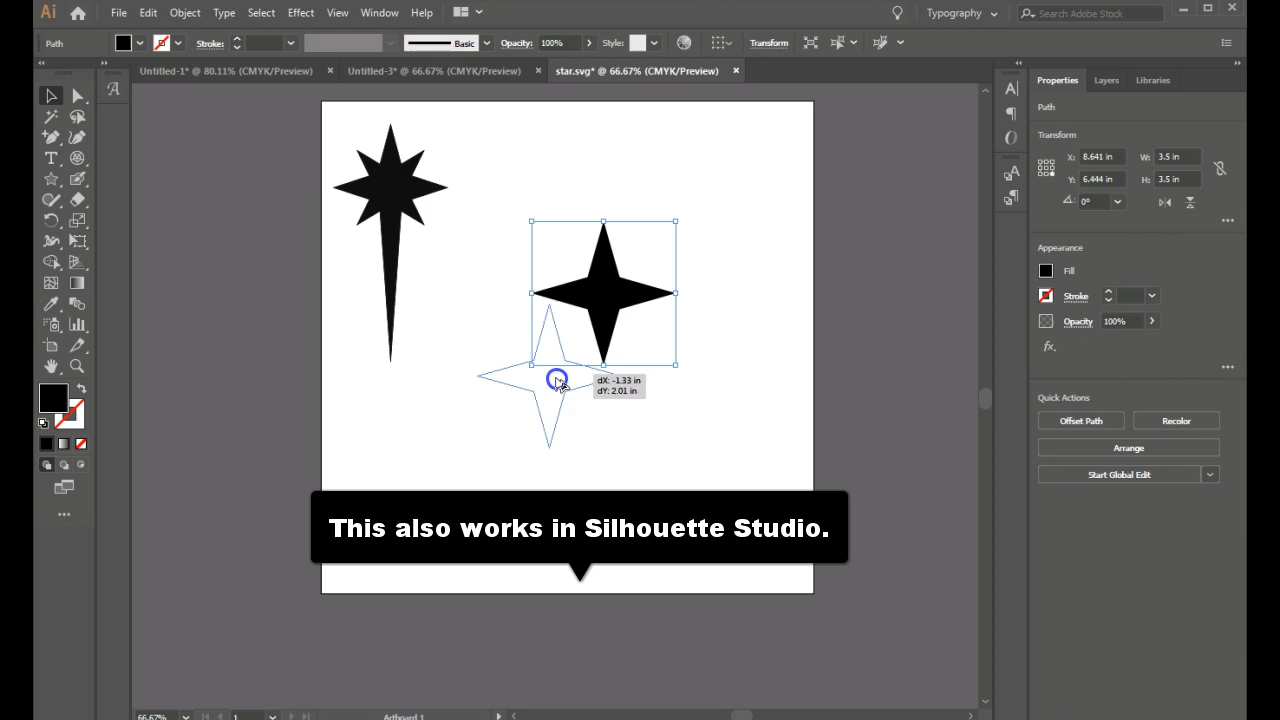 Ai File Edit Object Type Select Effect View Window Help Typography Search Adobe Stock
Path Stroke: Basic Opacity: 100% Style: Transform
Untitled-1* @ 80.11% (CMYK/Preview) × Untitled-3* @ 66.67% (CMYK/Preview) × star.svg* @ 66.67% (CMYK/Preview) ×
Properties Layers Libraries
Path
Transform
X: 8.641 in W: 3.5 in
Y: 6.444 in H: 3.5 in
0°
Appearance
Fill
Stroke
Opacity 100%
fx.
Quick Actions
Offset Path Recolor
Arrange
Start Global Edit
dX: -1.33 in
dY: 2.01 in
This also works in Silhouette Studio.
66.67% 1 Artboard 1